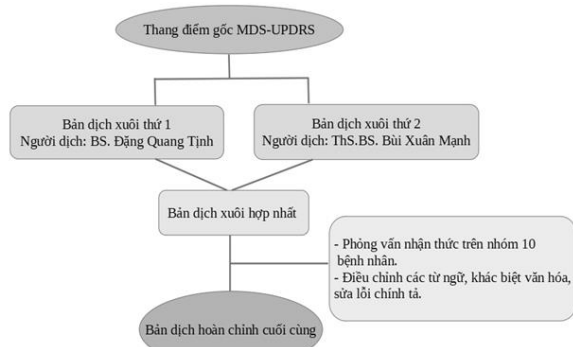 Thang điểm gốc MDS-UPDRS
Bản dịch xuôi thứ 1
Người dịch: BS. Đặng Quang Tịnh
Bản dịch xuôi thứ 2
Người dịch: ThS.BS. Bùi Xuân Mạnh
Bản dịch xuôi hợp nhất
- Phỏng vấn nhận thức trên nhóm 10
bệnh nhân.
- Điều chỉnh các từ ngữ, khác biệt văn hóa,
sửa lỗi chính tả.
Bản dịch hoàn chỉnh cuối cùng